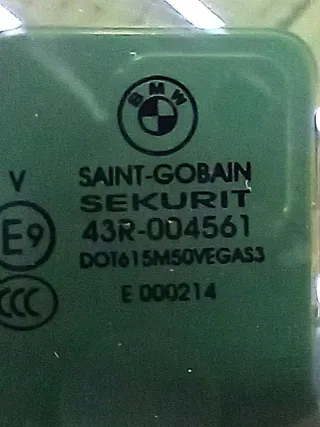 BMW
V SAINT-GOBAIN
SEKURIT
E9 43R-004561
DOT615M50VEGAS3
CCC E 000214